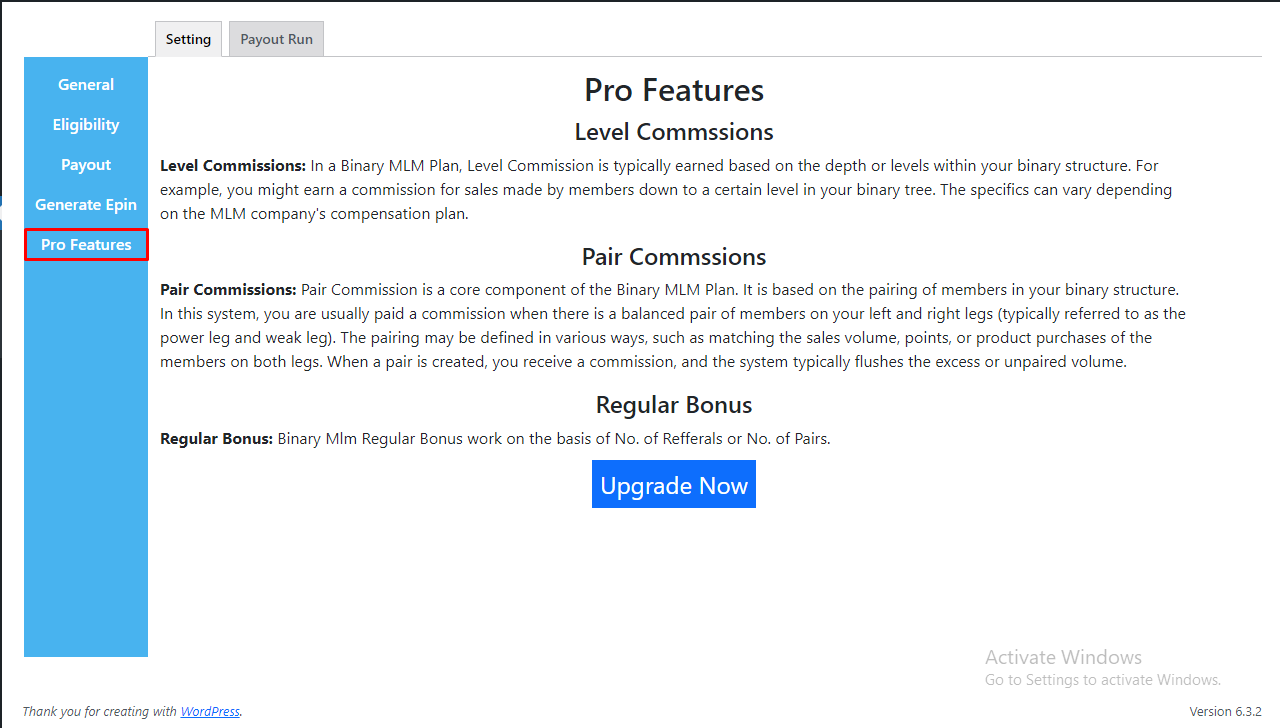 Setting
Payout Run
General
Eligibility
Payout
Generate Epin
Pro Features
Pro Features
Level Commssions
Level Commissions: In a Binary MLM Plan, Level Commission is typically earned based on the depth or levels within your binary structure. For
example, you might earn a commission for sales made by members down to a certain level in your binary tree. The specifics can vary depending
on the MLM company's compensation plan.
Pair Commssions
Pair Commissions: Pair Commission is a core component of the Binary MLM Plan. It is based on the pairing of members in your binary structure.
In this system, you are usually paid a commission when there is a balanced pair of members on your left and right legs (typically referred to as the
power leg and weak leg). The pairing may be defined in various ways, such as matching the sales volume, points, or product purchases of the
members on both legs. When a pair is created, you receive a commission, and the system typically flushes the excess or unpaired volume.
Regular Bonus
Regular Bonus: Binary Mlm Regular Bonus work on the basis of No. of Refferals or No. of Pairs.
Upgrade Now
Activate Windows
Go to Settings to activate Windows.
Thank you for creating with WordPress.
Version 6.3.2